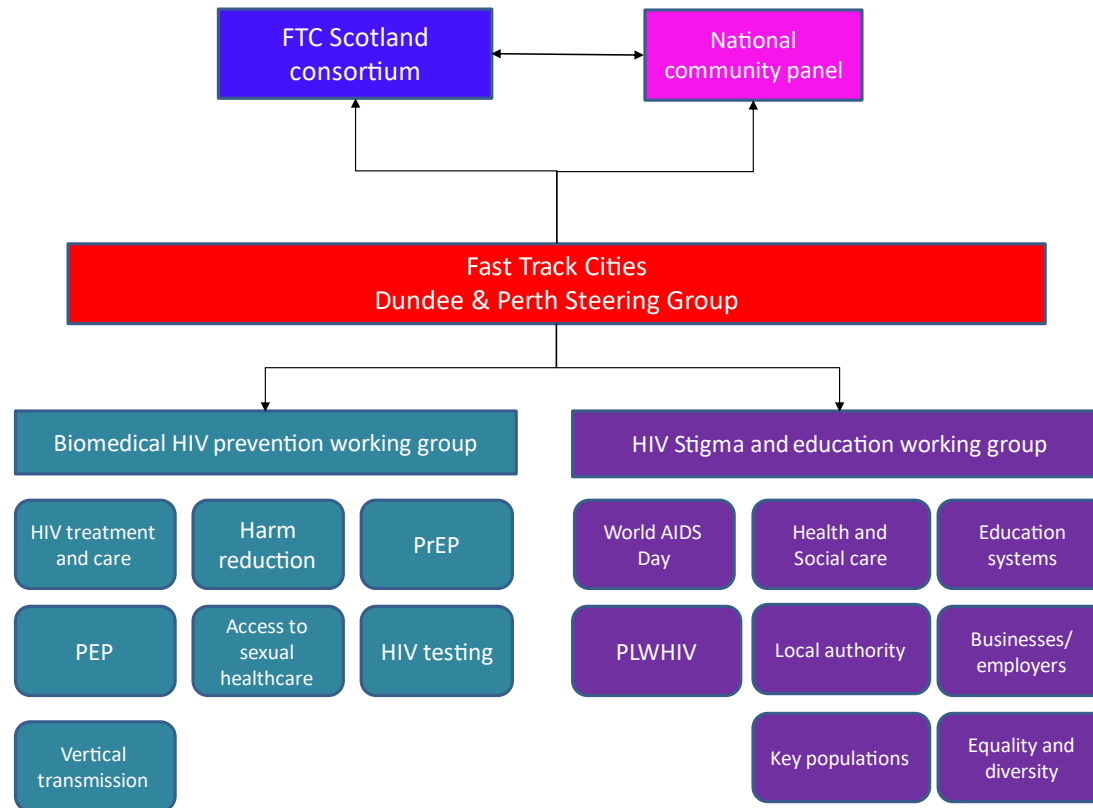 FTC Scotland
consortium
National
community panel
Fast Track Cities
Dundee & Perth Steering Group
Biomedical HIV prevention working group
HIV Stigma and education working group
HIV treatment
and care
Harm
reduction
PrEP
World AIDS
Day
Health and
Social care
Education
systems
PEP
Access to
sexual
healthcare
HIV testing
PLWHIV
Local authority
Businesses/
employers
Vertical
transmission
Key populations
Equality and
diversity